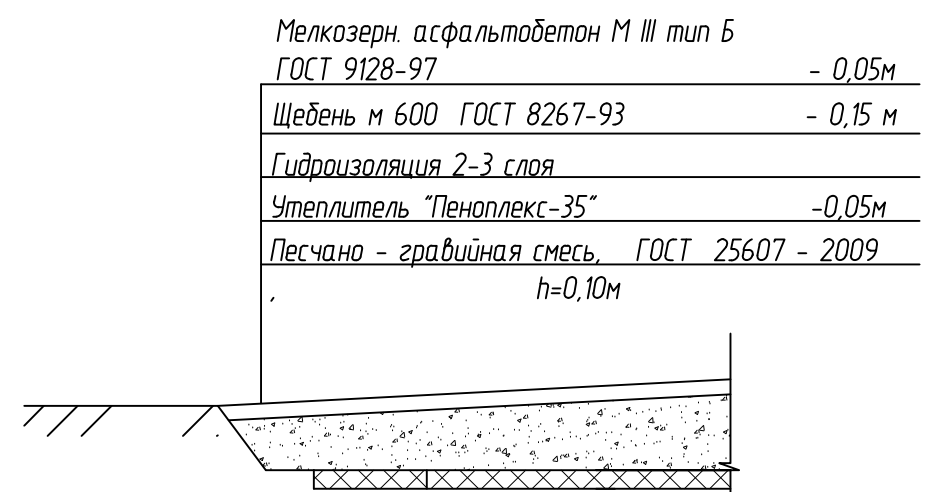 Мелкозерн. асфальтобетон М III тип Б
ГОСТ 9128-97 - 0,05м
Щебень м 600 ГОСТ 8267-93 - 0,15 м
Гидроизоляция 2-3 слоя
Утеплитель "Пеноплекс-35" -0,05м
Песчано - гравийная смесь, ГОСТ 25607 - 2009
, h=0,10м